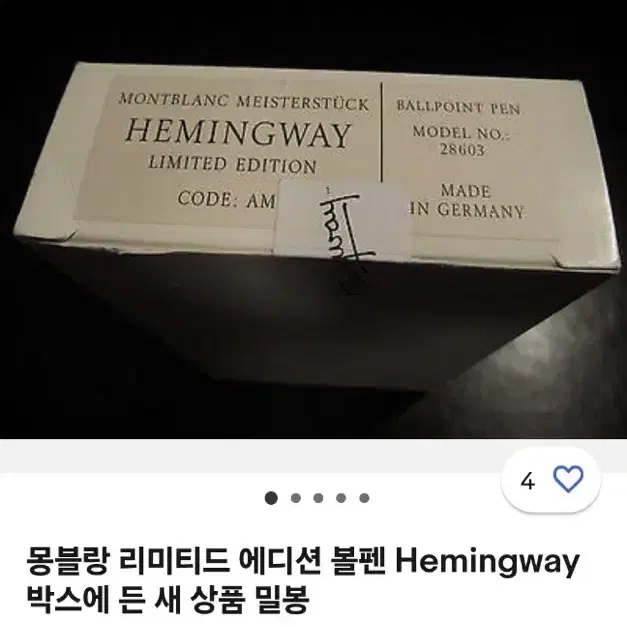 MONTBLANC MEISTERSTÜCK
HEMINGWAY
LIMITED EDITION
CODE: AM
BALLPOINT PEN
MODEL NO.:
28603
MADE
IN GERMANY
4
몽블랑 리미티드 에디션 볼펜 Hemingway
박스에 든 새 상품 밀봉